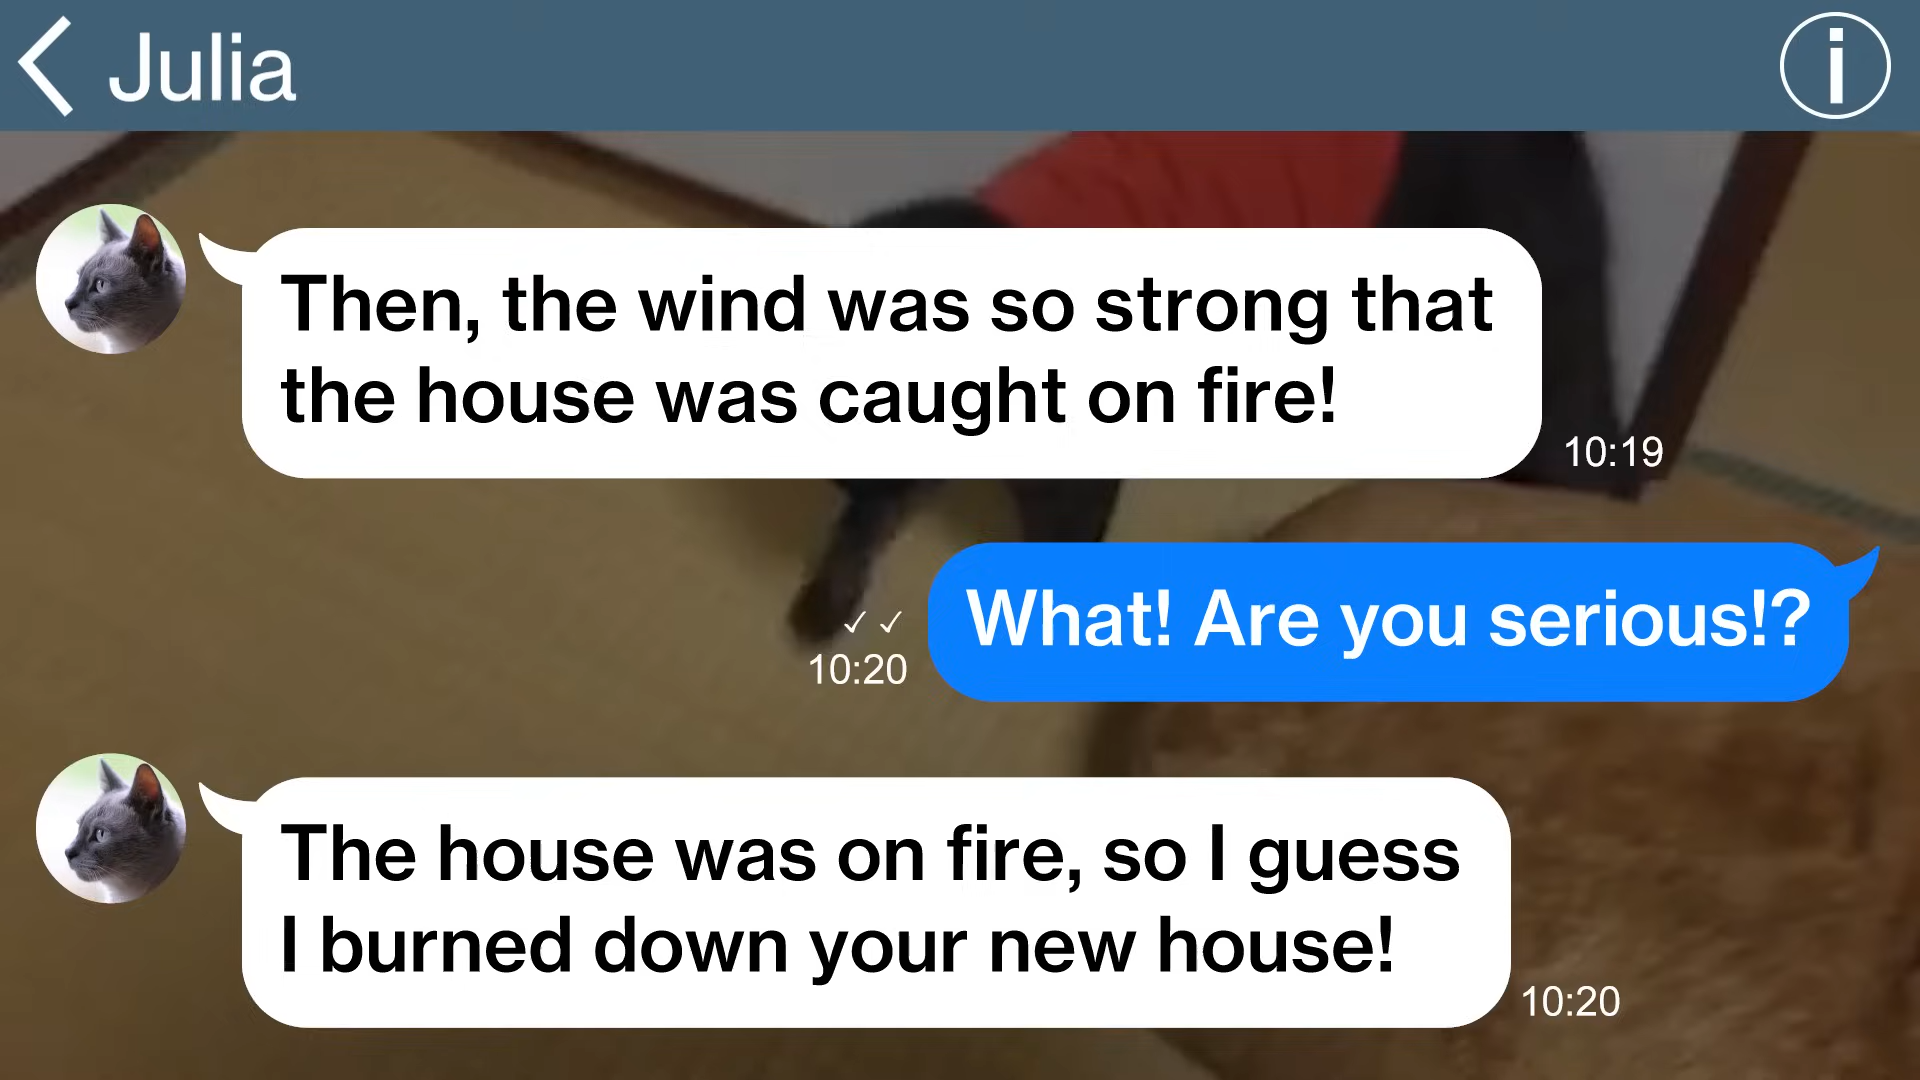 Julia
Then, the wind was so strong that
the house was caught on fire!
10:19
What! Are you serious!?
10:20
The house was on fire, so I guess
I burned down your new house!
10:20